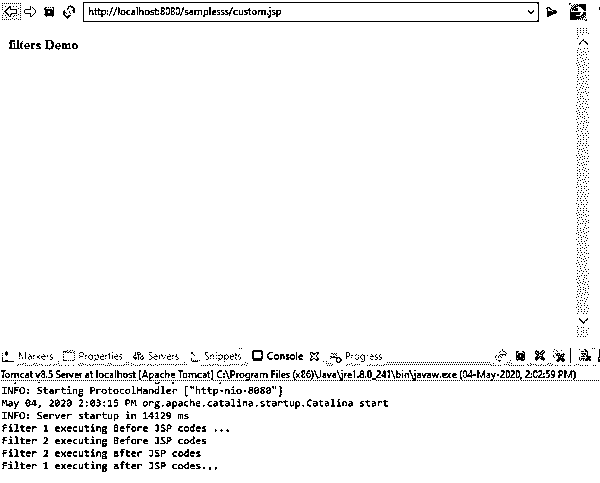 http://localhost:8080/samplesss/custom.jsp
filters Demo
Markers Properties Servers Snippets Console Progress
Tomcat v8.5 Server at localhost [Apache Tomcat] C:\Program Files (x86)\Java\jre1.8.0_241\bin\javaw.exe (04-May-2020, 2:02:59 PM)
INFO: Starting ProtocolHandler ["http-nio-8080"]
May 04, 2020 2:03:15 PM org.apache.catalina.startup.Catalina start
INFO: Server startup in 14129 ms
Filter 1 executing Before JSP codes ...
Filter 2 executing Before JSP codes
Filter 2 executing after JSP codes
Filter 1 executing after JSP codes...